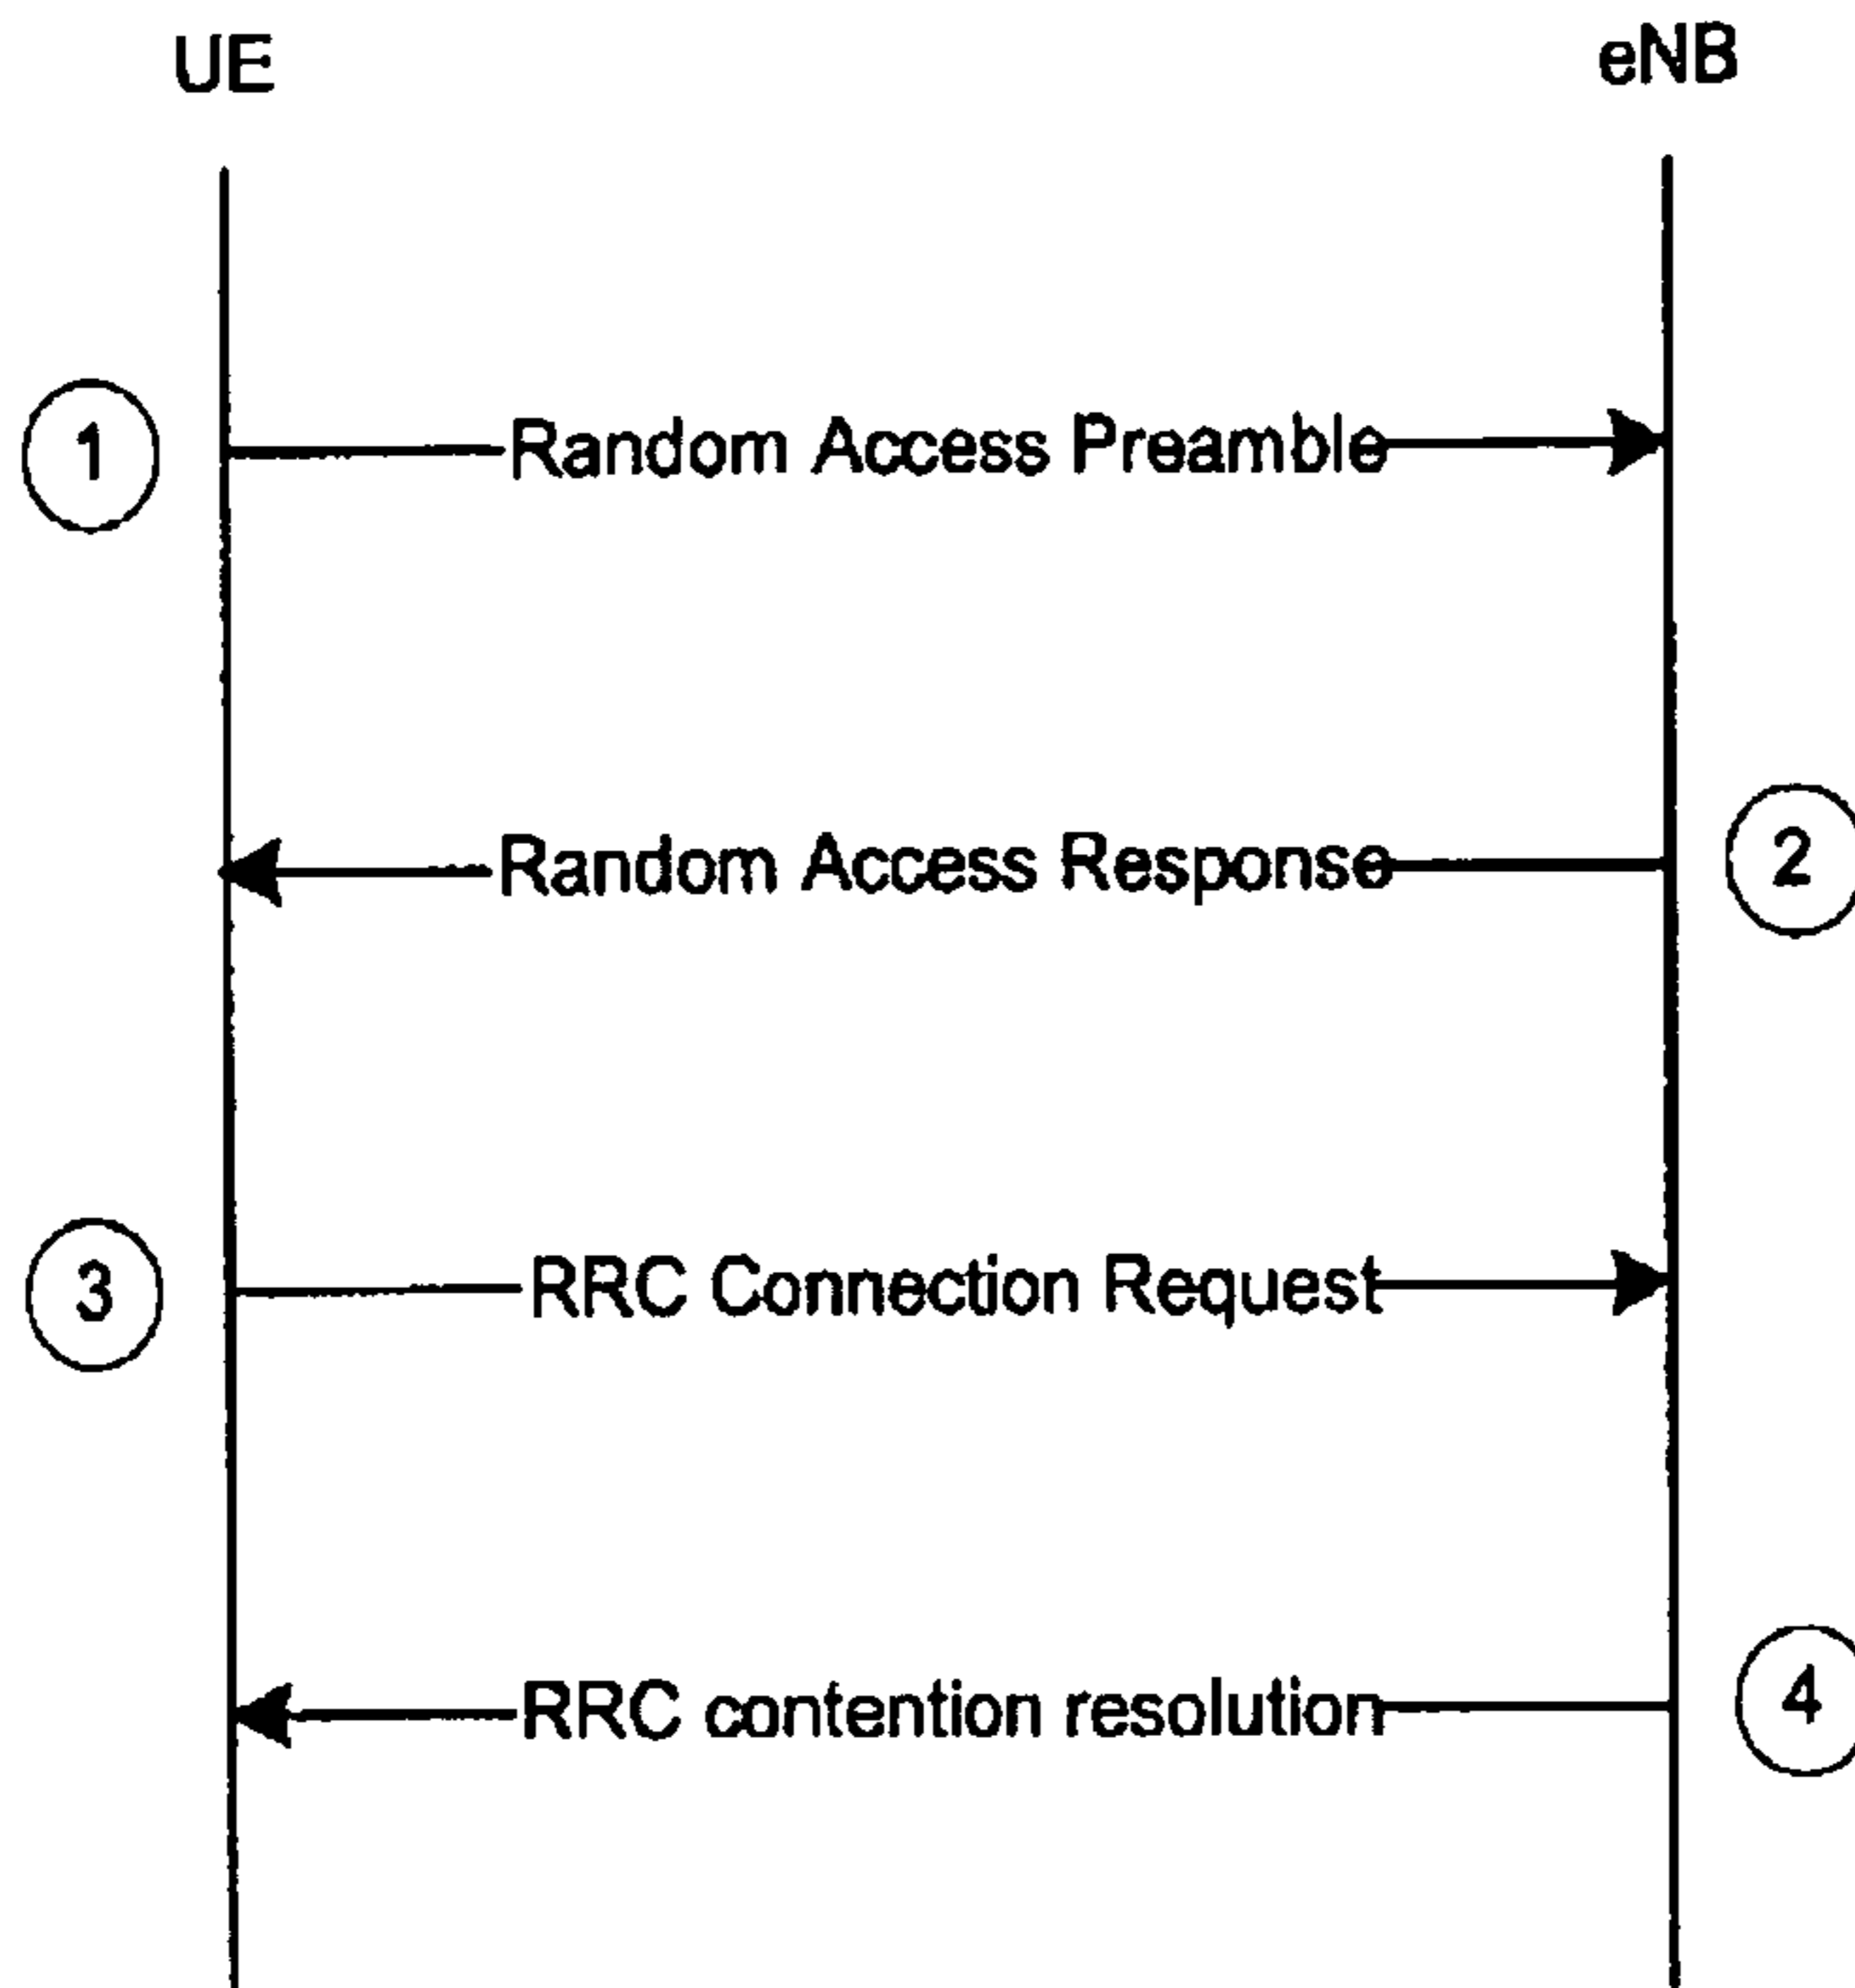 UE eNB
1 Random Access Preamble
Random Access Response 2
3 RRC Connection Request
RRC contention resolution 4